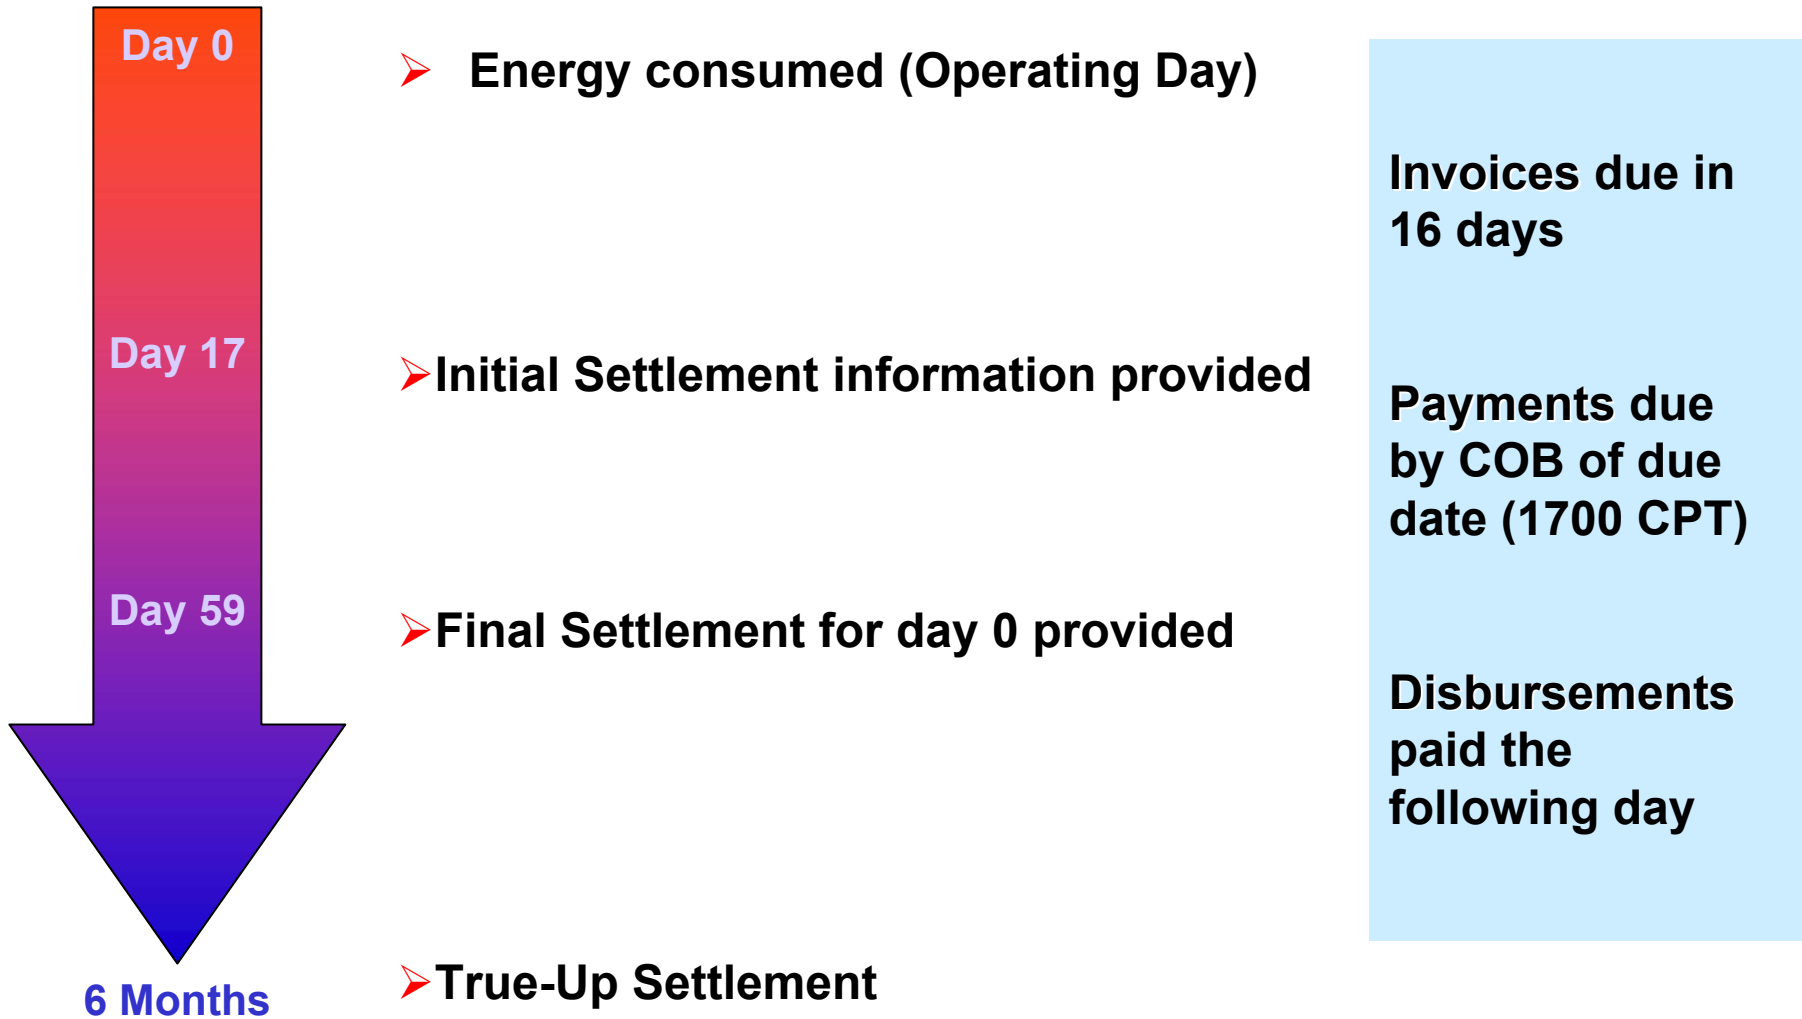 Day 0
Energy consumed (Operating Day)
Day 17
Initial Settlement information provided
Day 59
Final Settlement for day 0 provided
6 Months
True-Up Settlement
Invoices due in
16 days
Payments due
by COB of due
date (1700 CPT)
Disbursements
paid the
following day